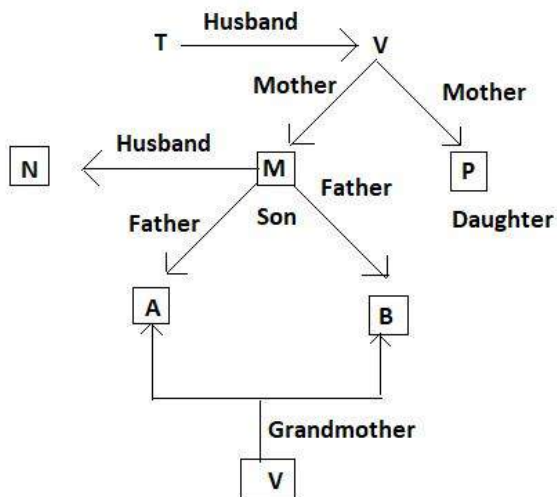 Husband
T V
Mother Mother
Husband
N M P
Father
Father Son Daughter
A B
Grandmother
V